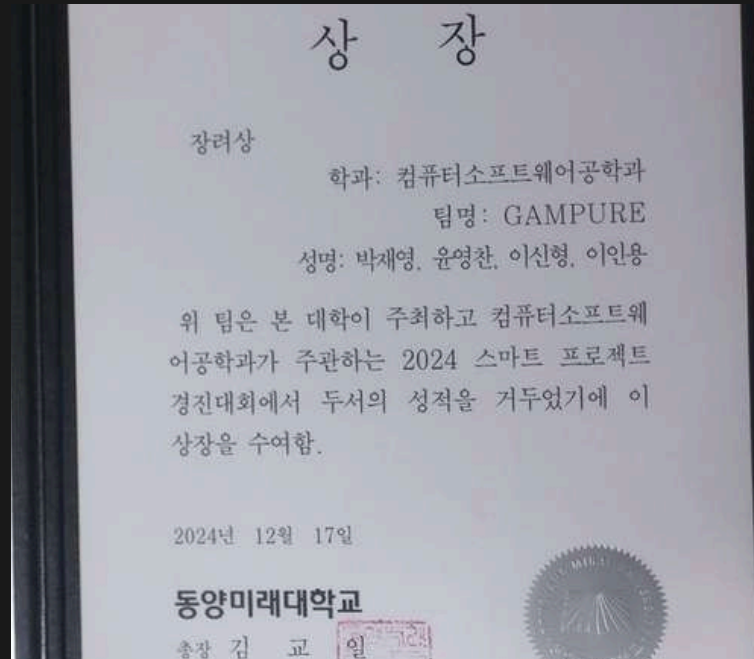 상 장
장려상
학과: 컴퓨터소프트웨어공학과
팀명: GAMPURE
성명: 박재영, 윤영찬, 이신형, 이인용
위 팀은 본 대학이 주최하고 컴퓨터소프트웨
어공학과가 주관하는 2024 스마트 프로젝트
경진대회에서 두서의 성적을 거두었기에 이
상장을 수여함.
2024년 12월 17일
동양미래대학교
총장 김 교 일